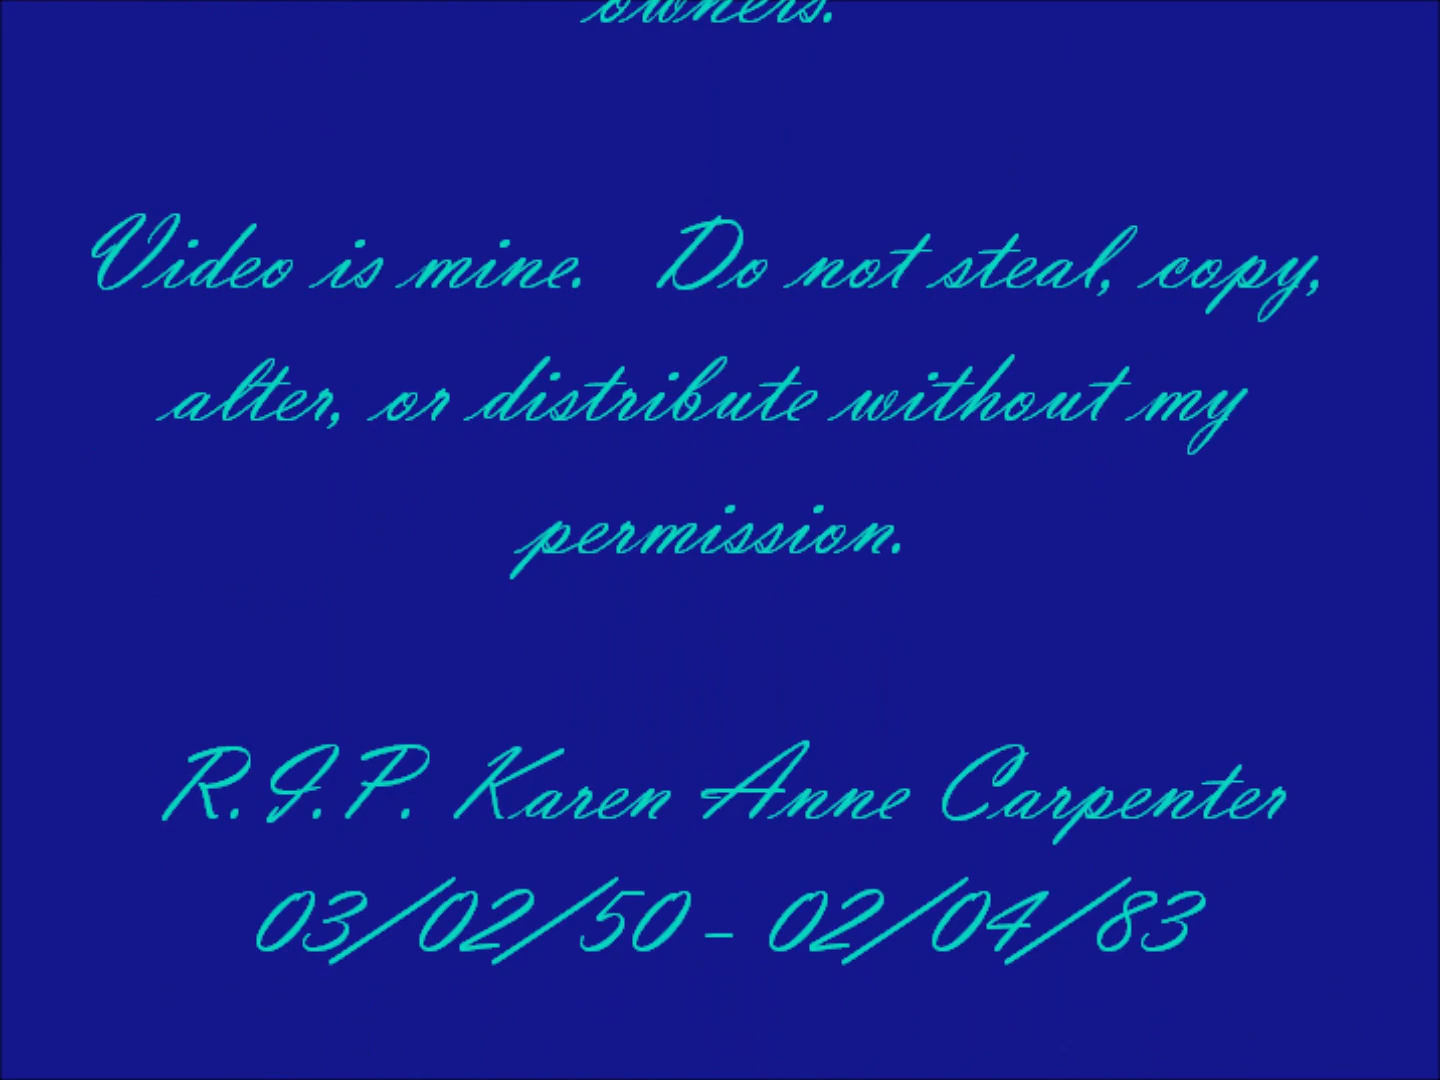 owners.
Video is mine.  Do not steal, copy,
alter, or distribute without my
permission.
R.I.P. Karen Anne Carpenter
03/02/50 - 02/04/83